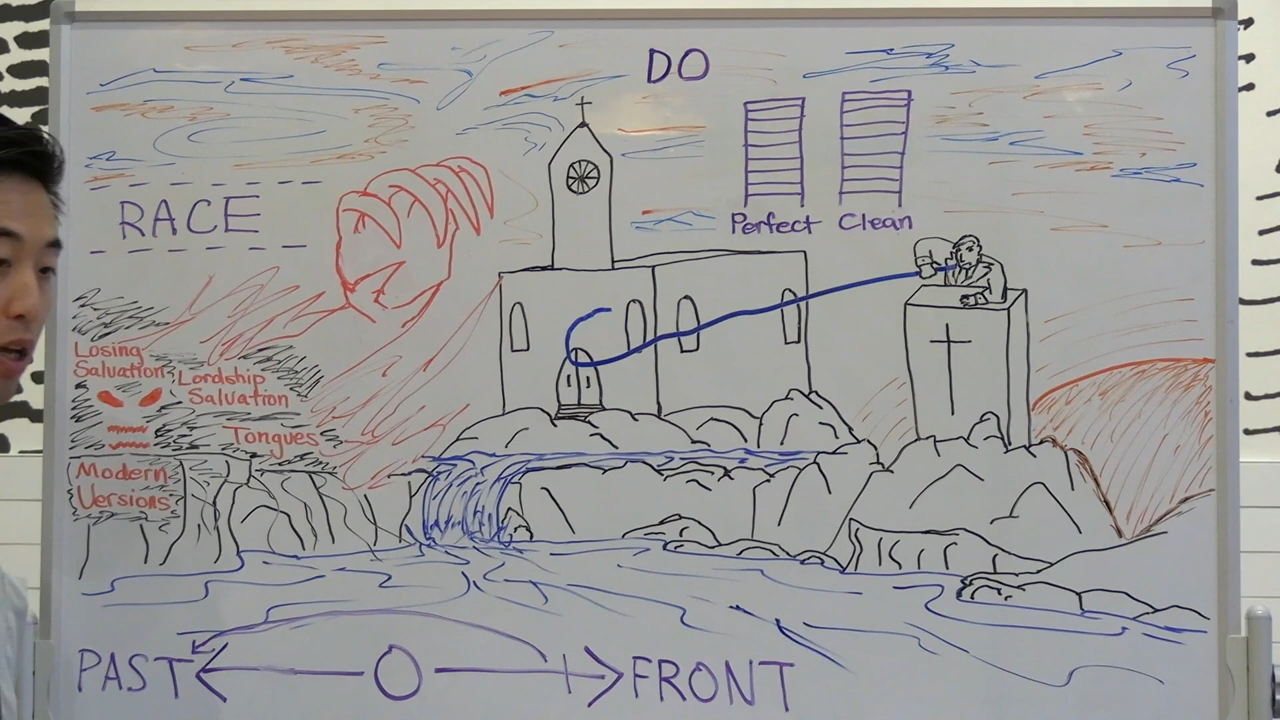 DO
RACE
Perfect Clean
Losing
Salvation
Lordship
Salvation
Tongues
Modern
Versions
PAST O FRONT